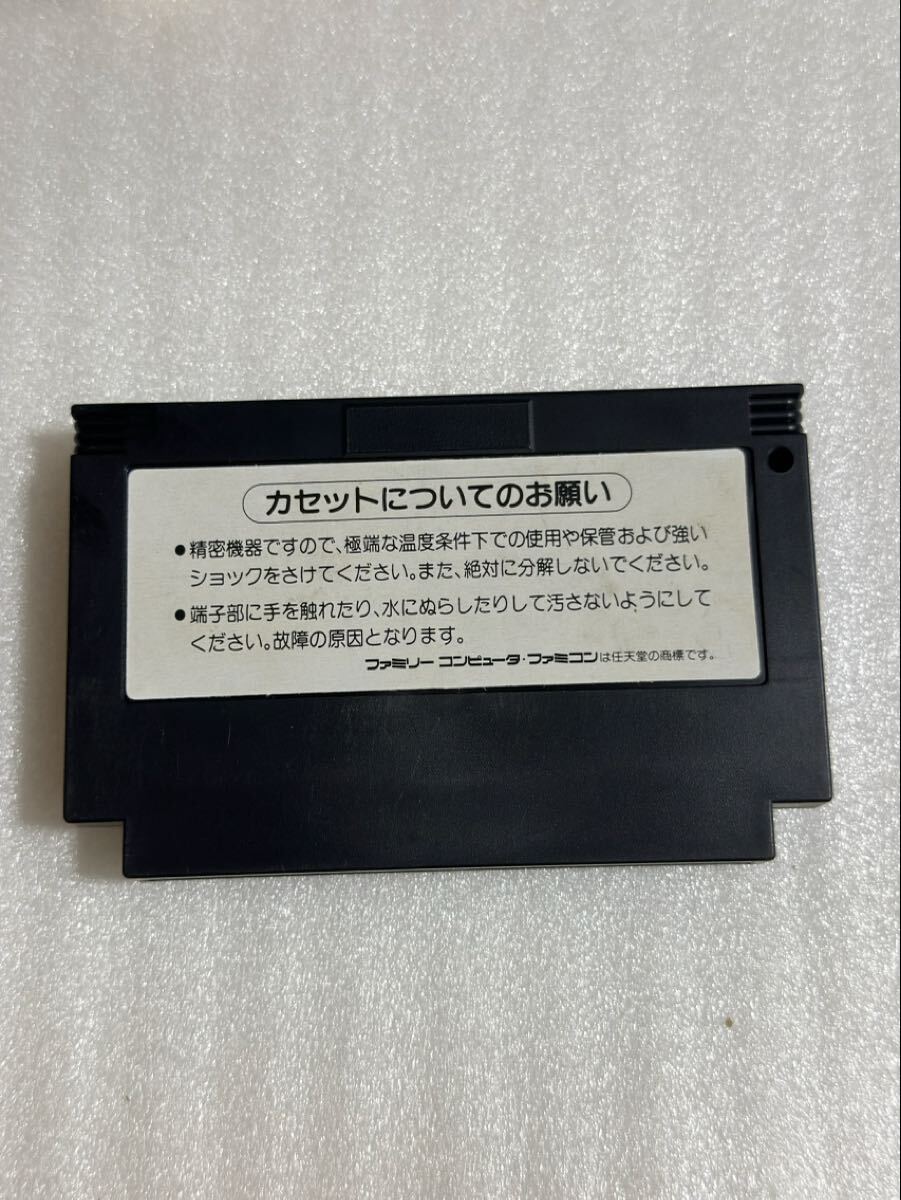 カセットについてのお願い
●精密機器ですので、極端な温度条件下での使用や保管および強い
ショックをさけてください。また、絶対に分解しないでください。
●端子部に手を触れたり、水にぬらしたりして汚さないようにして
ください。故障の原因となります。
ファミリー コンピュータ・ファミコンは任天堂の商標です。